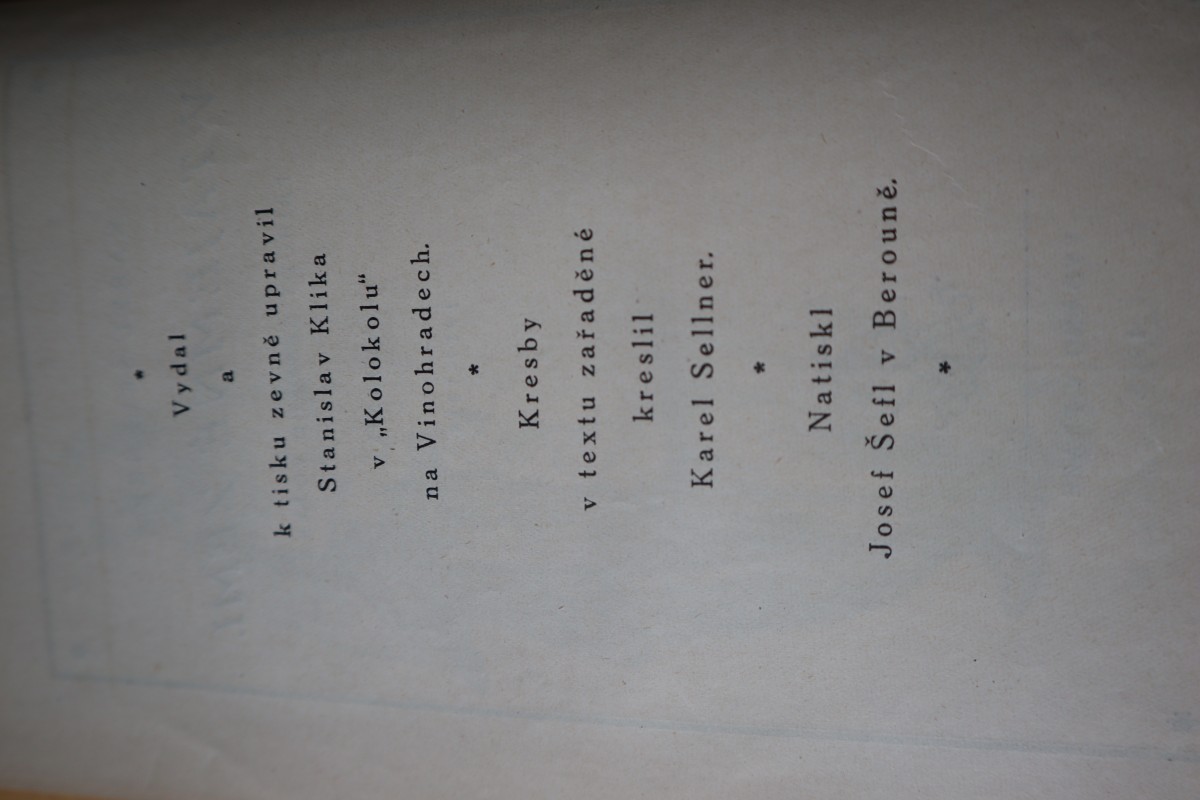 *
Vydal
a
k tisku zevně upravil
Stanislav Klika
v „Kolokolu“
na Vinohradech.
*
Kresby
v textu zařaděné
kreslil
Karel Sellner.
*
Natiskl
Josef Šefl v Berouně.
*